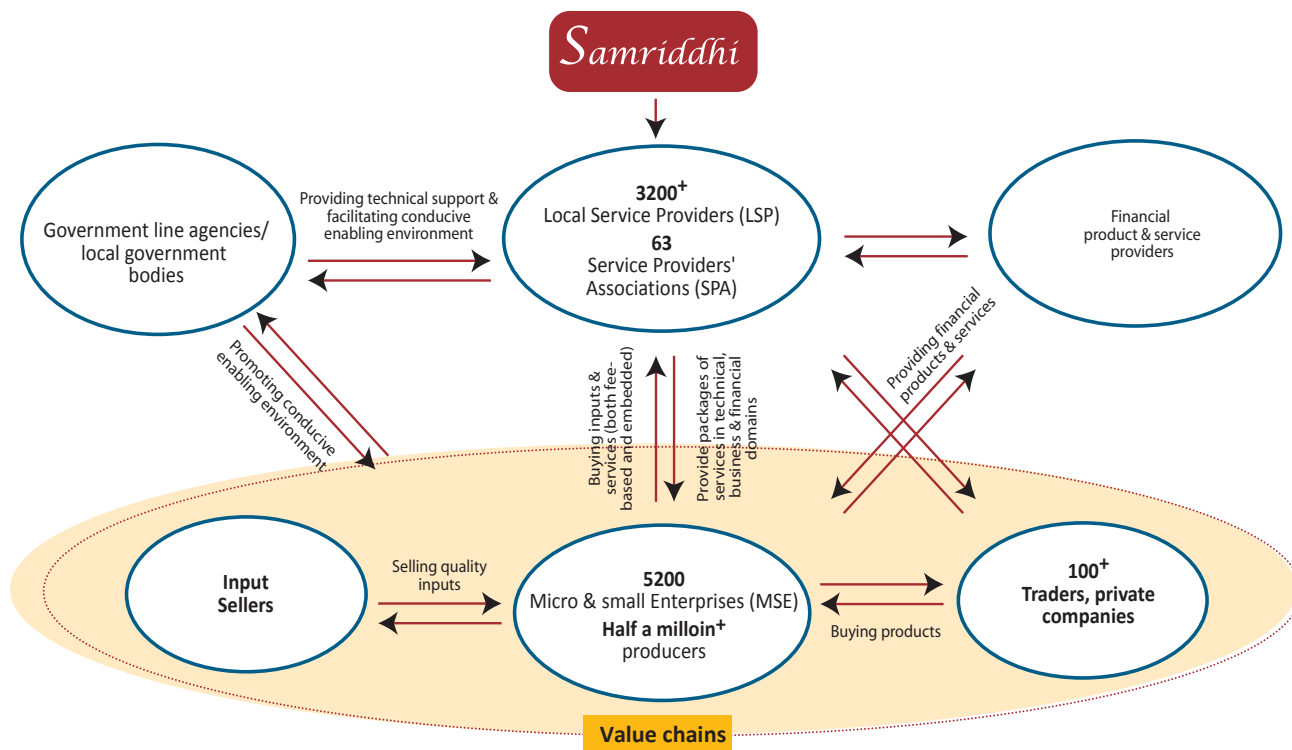 Samriddhi
Government line agencies/
local government
bodies
Providing technical support &
facilitating conducive
enabling environment
3200+
Local Service Providers (LSP)
63
Service Providers'
Associations (SPA)
Financial
product & service
providers
Promoting conducive
enabling environment
Buying inputs &
services (both fee-
based and embedded)
Provide packages of
services in technical,
business & financial
domains
Providing financial
products & services
Input
Sellers
Selling quality
inputs
5200
Micro & small Enterprises (MSE)
Half a milloin+
producers
Buying products
100+
Traders, private
companies
Value chains